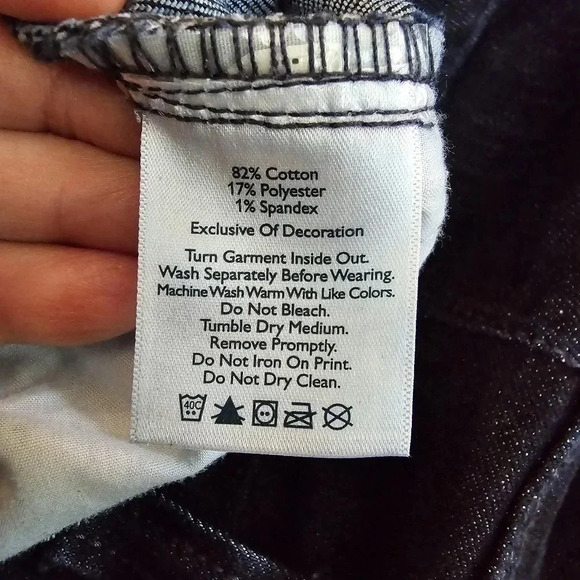 82% Cotton
17% Polyester
1% Spandex
Exclusive Of Decoration
Turn Garment Inside Out.
Wash Separately Before Wearing.
Machine Wash Warm With Like Colors.
Do Not Bleach.
Tumble Dry Medium.
Remove Promptly.
Do Not Iron On Print.
Do Not Dry Clean.
40C